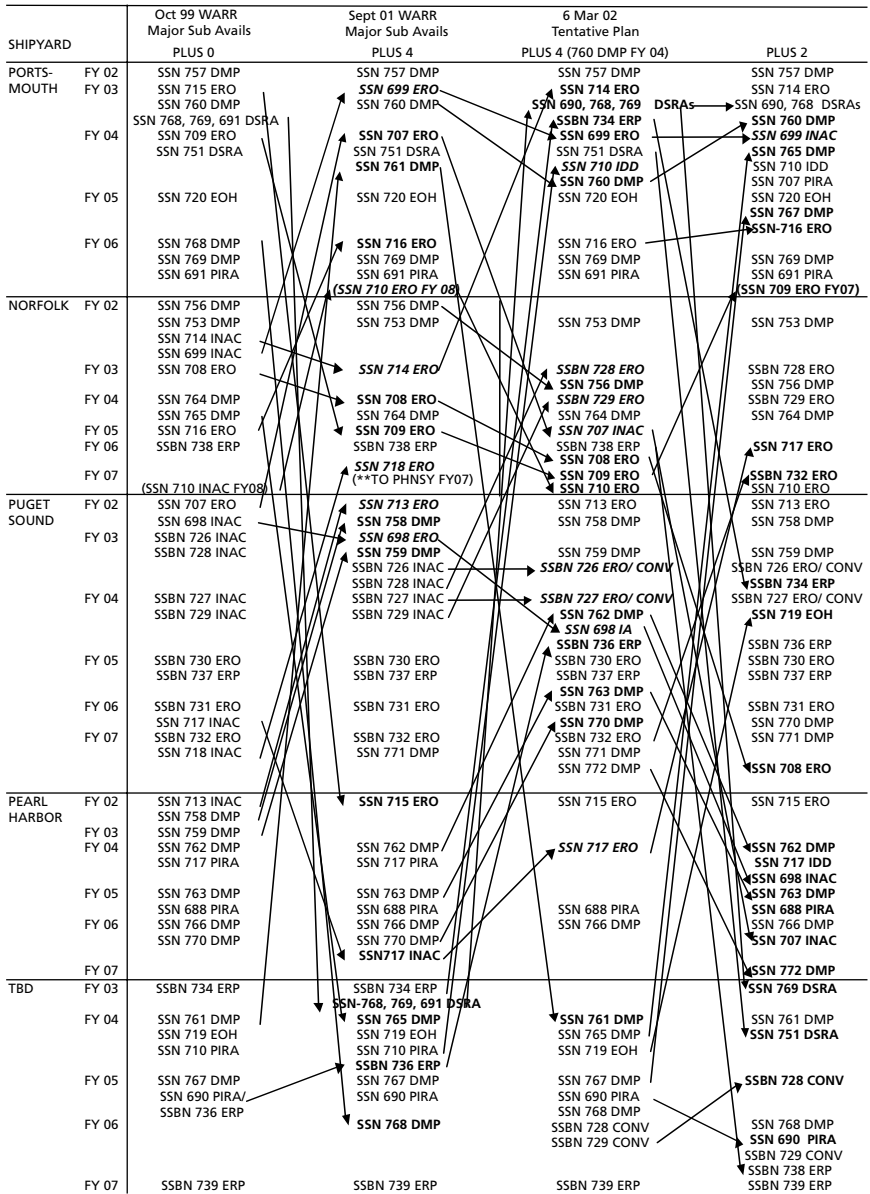 Oct 99 WARR Sept 01 WARR 6 Mar 02
Major Sub Avails Major Sub Avails Tentative Plan
SHIPYARD PLUS 0 PLUS 4 PLUS 4 (760 DMP FY 04) PLUS 2
PORTS- FY 02 SSN 757 DMP SSN 757 DMP SSN 757 DMP SSN 757 DMP
MOUTH FY 03 SSN 715 ERO SSN 699 ERO SSN 714 ERO SSN 714 ERO
SSN 760 DMP SSN 760 DMP SSN 690, 768, 769 DSRAs SSN 690, 768 DSRAs
SSN 768, 769, 691 DSRA SSBN 734 ERP SSN 760 DMP
FY 04 SSN 709 ERO SSN 707 ERO SSN 699 ERO SSN 699 INAC
SSN 751 DSRA SSN 751 DSRA SSN 751 DSRA SSN 765 DMP
SSN 761 DMP SSN 710 IDD SSN 710 IDD
SSN 760 DMP SSN 707 PIRA
FY 05 SSN 720 EOH SSN 720 EOH SSN 720 EOH SSN 720 EOH
SSN 767 DMP
SSN-716 ERO
FY 06 SSN 768 DMP SSN 716 ERO SSN 716 ERO
SSN 769 DMP SSN 769 DMP SSN 769 DMP SSN 769 DMP
SSN 691 PIRA SSN 691 PIRA SSN 691 PIRA SSN 691 PIRA
(SSN 710 ERO FY 08) (SSN 709 ERO FY07)
NORFOLK FY 02 SSN 756 DMP SSN 756 DMP
SSN 753 DMP SSN 753 DMP SSN 753 DMP SSN 753 DMP
SSN 714 INAC
SSN 699 INAC
FY 03 SSN 708 ERO SSN 714 ERO SSBN 728 ERO SSBN 728 ERO
SSN 756 DMP SSN 756 DMP
FY 04 SSN 764 DMP SSN 708 ERO SSBN 729 ERO SSBN 729 ERO
SSN 765 DMP SSN 764 DMP SSN 764 DMP SSN 764 DMP
FY 05 SSN 716 ERO SSN 709 ERO SSN 707 INAC
FY 06 SSBN 738 ERP SSBN 738 ERP SSBN 738 ERP SSN 717 ERO
SSN 708 ERO
SSN 718 ERO
FY 07 (**TO PHNSY FY07) SSN 709 ERO SSBN 732 ERO
(SSN 710 INAC FY08) SSN 710 ERO SSN 710 ERO
PUGET FY 02 SSN 707 ERO SSN 713 ERO SSN 713 ERO SSN 713 ERO
SOUND SSN 698 INAC SSN 758 DMP SSN 758 DMP SSN 758 DMP
FY 03 SSBN 726 INAC SSN 698 ERO
SSBN 728 INAC SSN 759 DMP SSN 759 DMP SSN 759 DMP
SSBN 726 INAC SSBN 726 ERO/ CONV SSBN 726 ERO/ CONV
SSBN 728 INAC SSBN 734 ERP
FY 04 SSBN 727 INAC SSBN 727 INAC SSBN 727 ERO/ CONV SSBN 727 ERO/ CONV
SSBN 729 INAC SSBN 729 INAC SSN 762 DMP SSN 719 EOH
SSN 698 IA
SSBN 736 ERP SSBN 736 ERP
FY 05 SSBN 730 ERO SSBN 730 ERO SSBN 730 ERO SSBN 730 ERO
SSBN 737 ERP SSBN 737 ERP SSBN 737 ERP SSBN 737 ERP
SSN 763 DMP
FY 06 SSBN 731 ERO SSBN 731 ERO SSBN 731 ERO SSBN 731 ERO
SSN 717 INAC SSN 770 DMP SSN 770 DMP
FY 07 SSBN 732 ERO SSBN 732 ERO SSBN 732 ERO SSN 771 DMP
SSN 718 INAC SSN 771 DMP SSN 771 DMP
SSN 772 DMP SSN 708 ERO
PEARL FY 02 SSN 713 INAC SSN 715 ERO SSN 715 ERO SSN 715 ERO
HARBOR SSN 758 DMP
FY 03 SSN 759 DMP
FY 04 SSN 762 DMP SSN 762 DMP SSN 717 ERO SSN 762 DMP
SSN 717 PIRA SSN 717 PIRA SSN 717 IDD
SSN 698 INAC
FY 05 SSN 763 DMP SSN 763 DMP SSN 763 DMP
SSN 688 PIRA SSN 688 PIRA SSN 688 PIRA SSN 688 PIRA
FY 06 SSN 766 DMP SSN 766 DMP SSN 766 DMP SSN 766 DMP
SSN 770 DMP SSN 770 DMP SSN 707 INAC
SSN717 INAC
FY 07 SSN 772 DMP
TBD FY 03 SSBN 734 ERP SSBN 734 ERP SSN 769 DSRA
SSN-768, 769, 691 DSRA
FY 04 SSN 761 DMP SSN 765 DMP SSN 761 DMP SSN 761 DMP
SSN 719 EOH SSN 719 EOH SSN 765 DMP SSN 751 DSRA
SSN 710 PIRA SSN 710 PIRA SSN 719 EOH
SSBN 736 ERP
FY 05 SSN 767 DMP SSN 767 DMP SSN 767 DMP SSBN 728 CONV
SSN 690 PIRA/ SSN 690 PIRA SSN 690 PIRA
SSBN 736 ERP SSN 768 DMP
FY 06 SSN 768 DMP SSBN 728 CONV SSN 768 DMP
SSBN 729 CONV SSN 690 PIRA
SSBN 729 CONV
SSBN 738 ERP
FY 07 SSBN 739 ERP SSBN 739 ERP SSBN 739 ERP SSBN 739 ERP